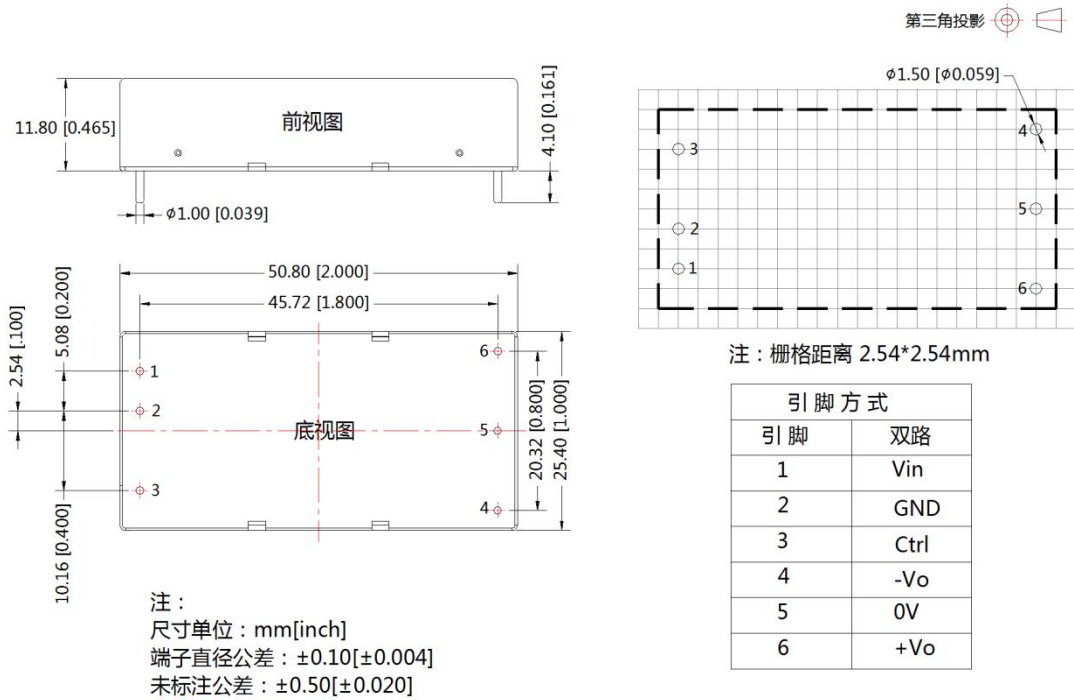 第三角投影
前视图
11.80 [0.465]
4.10 [0.161]
ϕ1.00 [0.039]
ϕ1.50 [ϕ0.059]
4
3
5
2
1
6
注：栅格距离 2.54*2.54mm
50.80 [2.000]
45.72 [1.800]
2.54 [.100]
5.08 [0.200]
10.16 [0.400]
1
2
3
6
5
4
底视图
20.32 [0.800]
25.40 [1.000]
引脚方式
引脚 双路
1 Vin
2 GND
3 Ctrl
4 -Vo
5 0V
6 +Vo
注：
尺寸单位：mm[inch]
端子直径公差：±0.10[±0.004]
未标注公差：±0.50[±0.020]